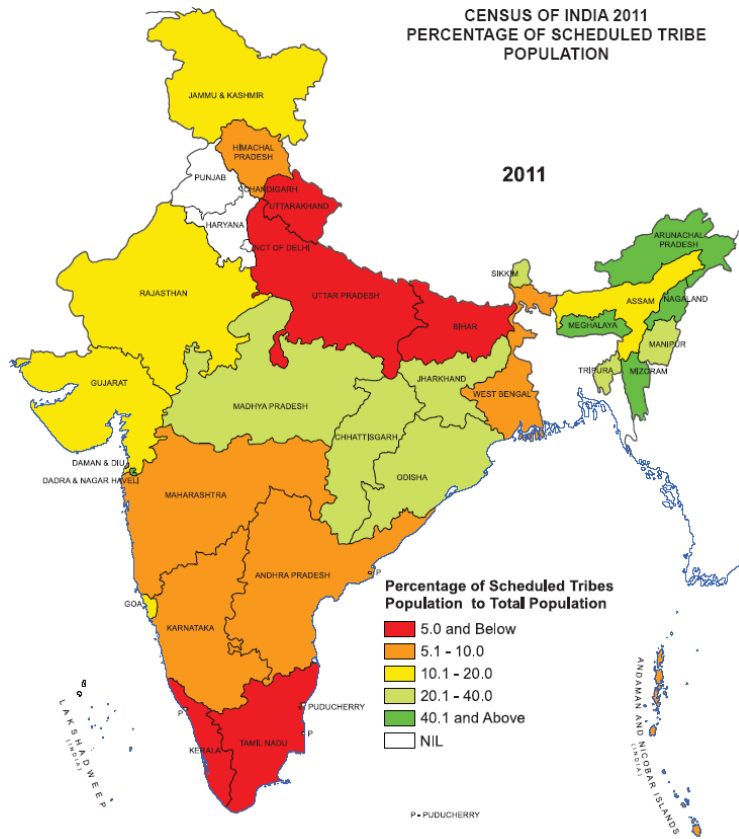 CENSUS OF INDIA 2011
PERCENTAGE OF SCHEDULED TRIBE
POPULATION
2011
JAMMU & KASHMIR
HIMACHAL
PRADESH
PUNJAB
CHANDIGARH
UTTARAKHAND
HARYANA
NCT OF DELHI
ARUNACHAL
PRADESH
SIKKIM
RAJASTHAN
UTTAR PRADESH
ASSAM
NAGALAND
BIHAR
MEGHALAYA
MANIPUR
JHARKHAND
TRIPURA
MIZORAM
GUJARAT
WEST BENGAL
MADHYA PRADESH
CHHATTISGARH
DAMAN & DIU
ODISHA
DADRA & NAGAR HAVELI
MAHARASHTRA
P
ANDHRA PRADESH
GOA
KARNATAKA
Percentage of Scheduled Tribes
Population to Total Population
5.0 and Below
5.1 - 10.0
10.1 - 20.0
20.1 - 40.0
40.1 and Above
NIL
P
PUDUCHERRY
P
KERALA
TAMIL NADU
LAKSHADWEEP
(INDIA)
ANDAMAN AND NICOBAR ISLANDS
(INDIA)
P - PUDUCHERRY